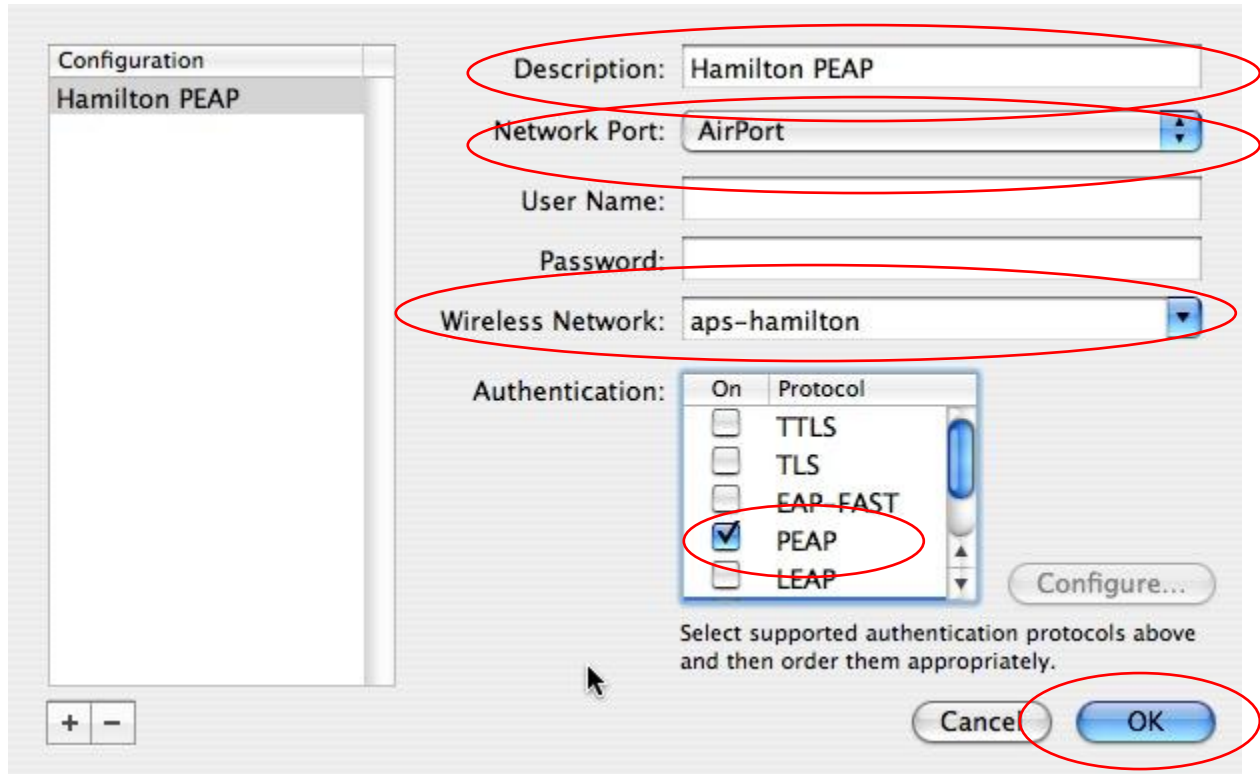 Configuration
Hamilton PEAP
Description: Hamilton PEAP
Network Port: AirPort
User Name:
Password:
Wireless Network: aps-hamilton
Authentication:
On Protocol
TTLS
TLS
EAP-FAST
PEAP
LEAP
Configure...
Select supported authentication protocols above
and then order them appropriately.
+ −
Cancel OK